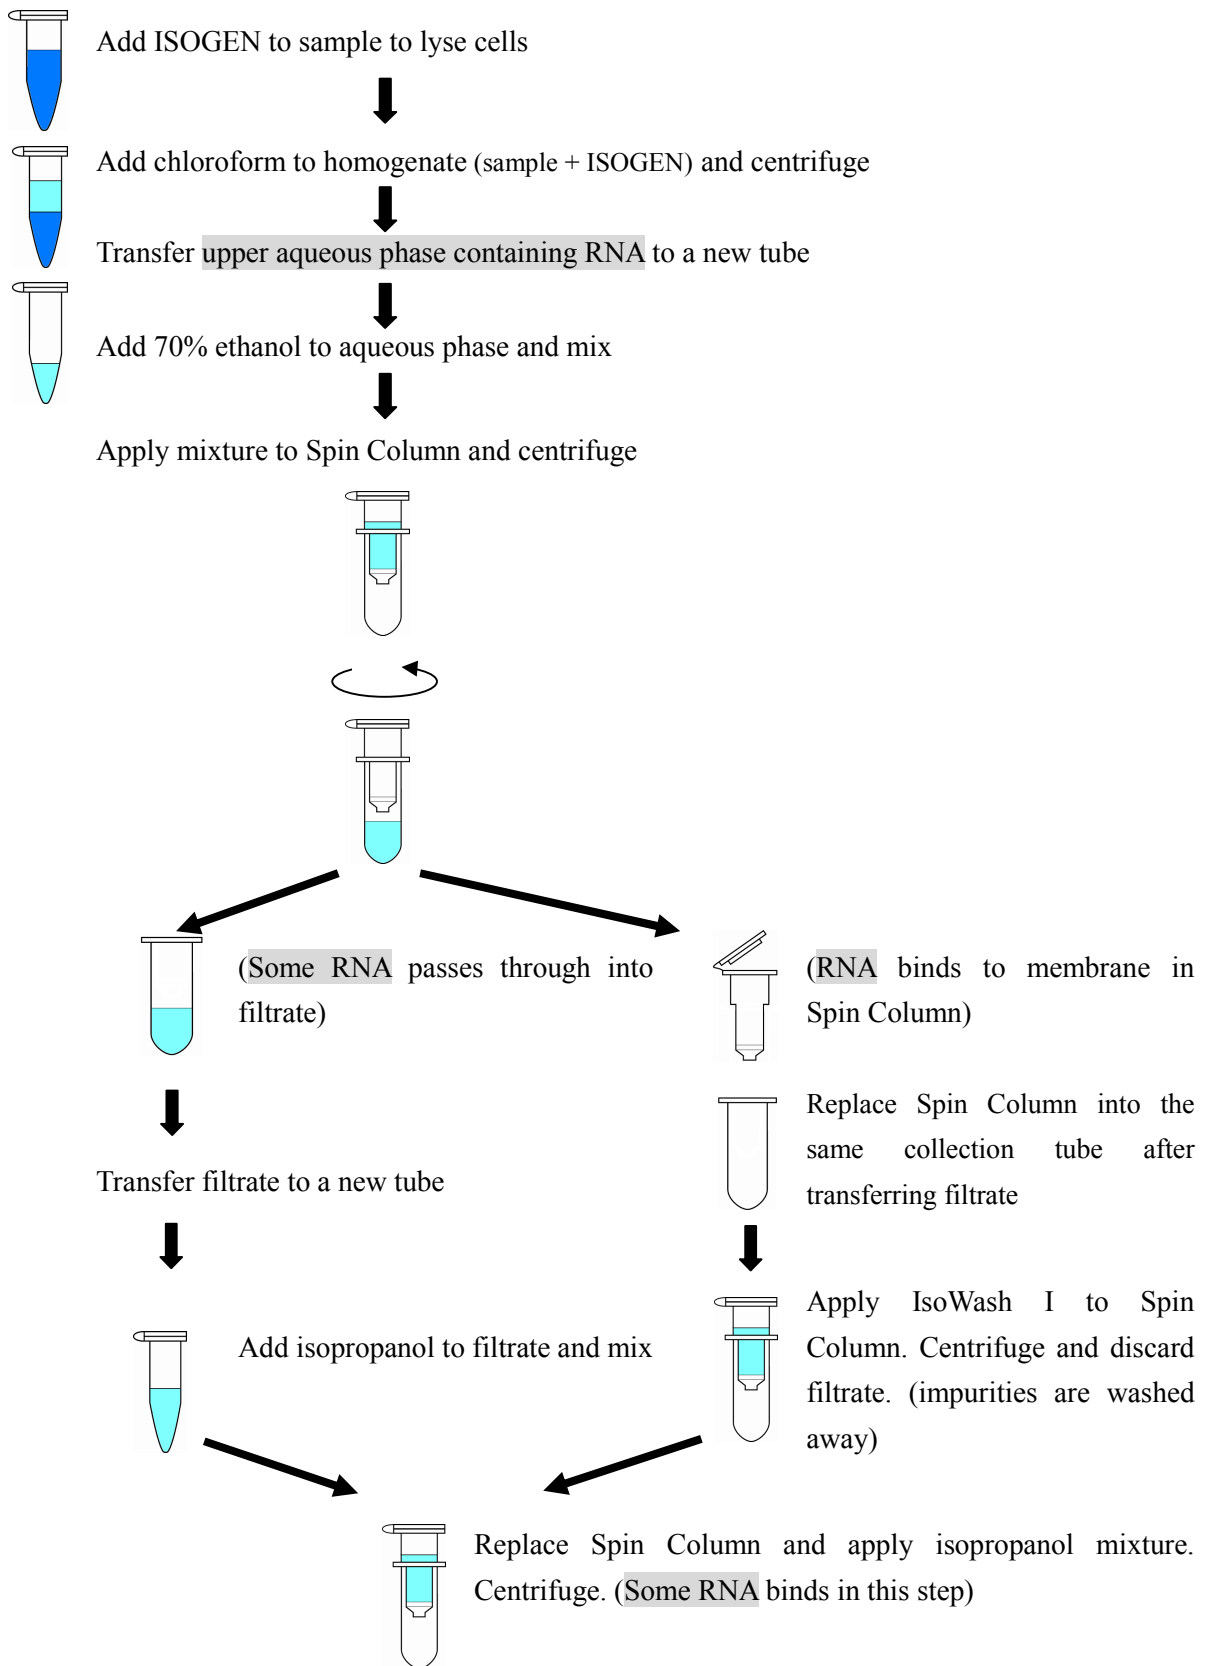 Add ISOGEN to sample to lyse cells
Add chloroform to homogenate (sample + ISOGEN) and centrifuge
Transfer upper aqueous phase containing RNA to a new tube
Add 70% ethanol to aqueous phase and mix
Apply mixture to Spin Column and centrifuge
(Some RNA passes through into
filtrate)
Transfer filtrate to a new tube
Add isopropanol to filtrate and mix
(RNA binds to membrane in
Spin Column)
Replace Spin Column into the
same collection tube after
transferring filtrate
Apply IsoWash I to Spin
Column. Centrifuge and discard
filtrate. (impurities are washed
away)
Replace Spin Column and apply isopropanol mixture.
Centrifuge. (Some RNA binds in this step)